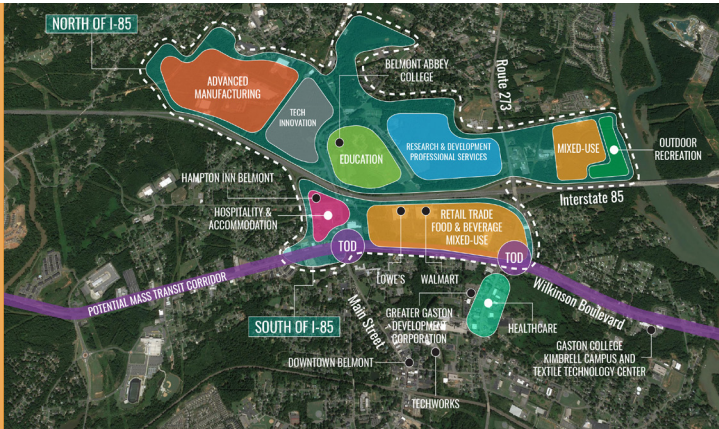 NORTH OF I-85
ADVANCED
MANUFACTURING
TECH
INNOVATION
BELMONT ABBEY
COLLEGE
Route 273
EDUCATION
RESEARCH & DEVELOPMENT
PROFESSIONAL SERVICES
MIXED-USE
OUTDOOR
RECREATION
HAMPTON INN BELMONT
HOSPITALITY &
ACCOMMODATION
Interstate 85
RETAIL TRADE
FOOD & BEVERAGE
MIXED-USE
TOD
TOD
POTENTIAL MASS TRANSIT CORRIDOR
LOWE'S
WALMART
Wilkinson Boulevard
SOUTH OF I-85
Main Street
GREATER GASTON
DEVELOPMENT
CORPORATION
HEALTHCARE
GASTON COLLEGE
KIMBRELL CAMPUS AND
TEXTILE TECHNOLOGY CENTER
DOWNTOWN BELMONT
TECHWORKS